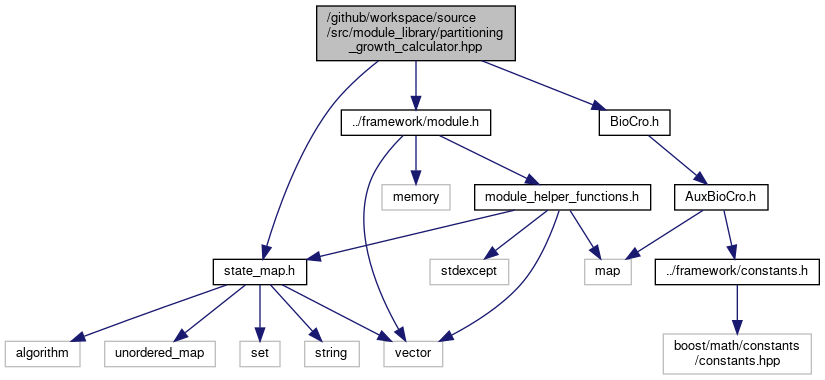 /github/workspace/source
/src/module_library/partitioning
_growth_calculator.hpp
../framework/module.h
BioCro.h
memory
module_helper_functions.h
AuxBioCro.h
state_map.h
stdexcept
map
../framework/constants.h
algorithm
unordered_map
set
string
vector
boost/math/constants
/constants.hpp